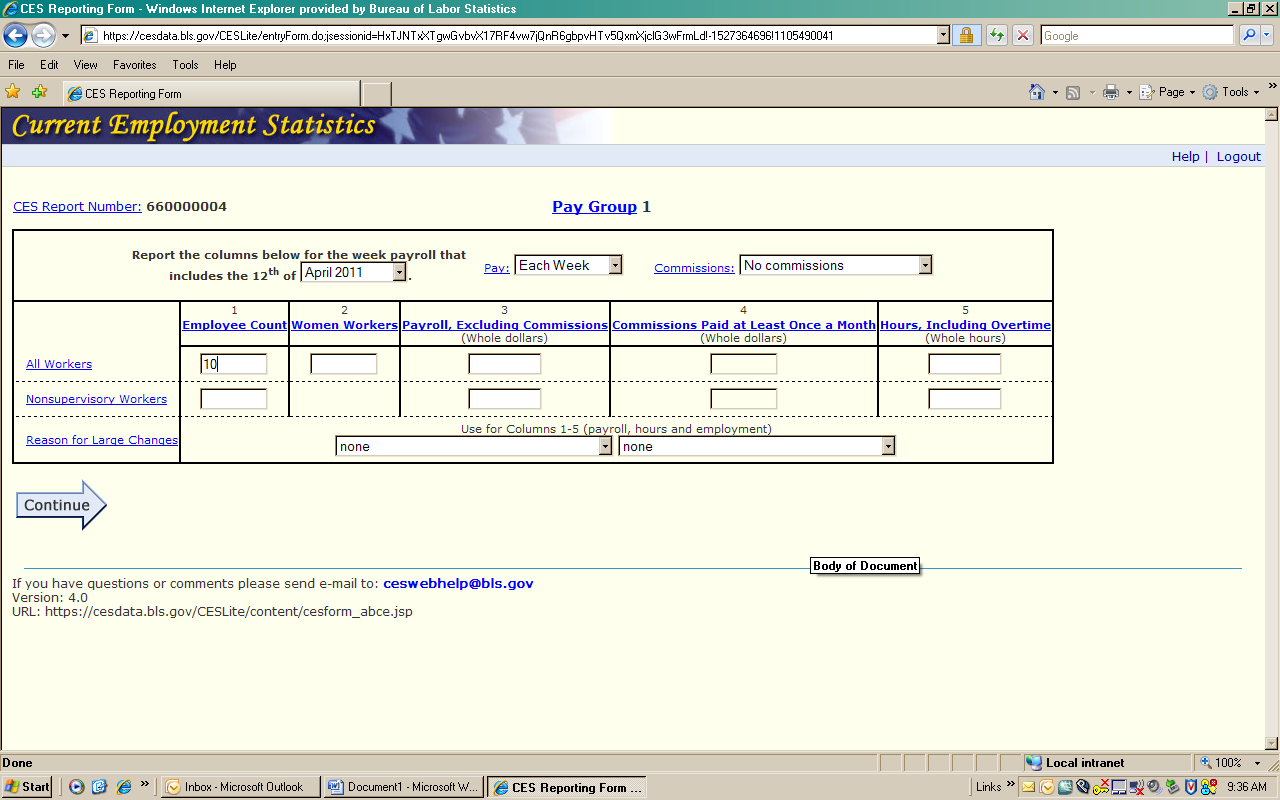 CES Reporting Form - Windows Internet Explorer provided by Bureau of Labor Statistics
https://cesdata.bls.gov/CESLite/entryForm.do;jsessionid=
Google
File Edit View Favorites Tools Help
CES Reporting Form
Page Tools »
Current Employment Statistics
Help | Logout
CES Report Number: 660000004 Pay Group 1
Report the columns below for the week payroll that
includes the 12th of April 2011 . Pay: Each Week Commissions: No commissions
1 2 3 4 5
Employee Count Women Workers Payroll, Excluding Commissions Commissions Paid at Least Once a Month Hours, Including Overtime
(Whole dollars) (Whole dollars) (Whole hours)
All Workers 10
Nonsupervisory Workers
Use for Columns 1-5 (payroll, hours and employment)
Reason for Large Changes none none
Continue
Body of Document
If you have questions or comments please send e-mail to: ceswebhelp@bls.gov
Version: 4.0
URL: https://cesdata.bls.gov/CESLite/content/cesform_abce.jsp
Done Local intranet 100%
Start » Inbox - Microsoft Outlook Document1 - Microsoft W... CES Reporting Form ... Links » 9:36 AM